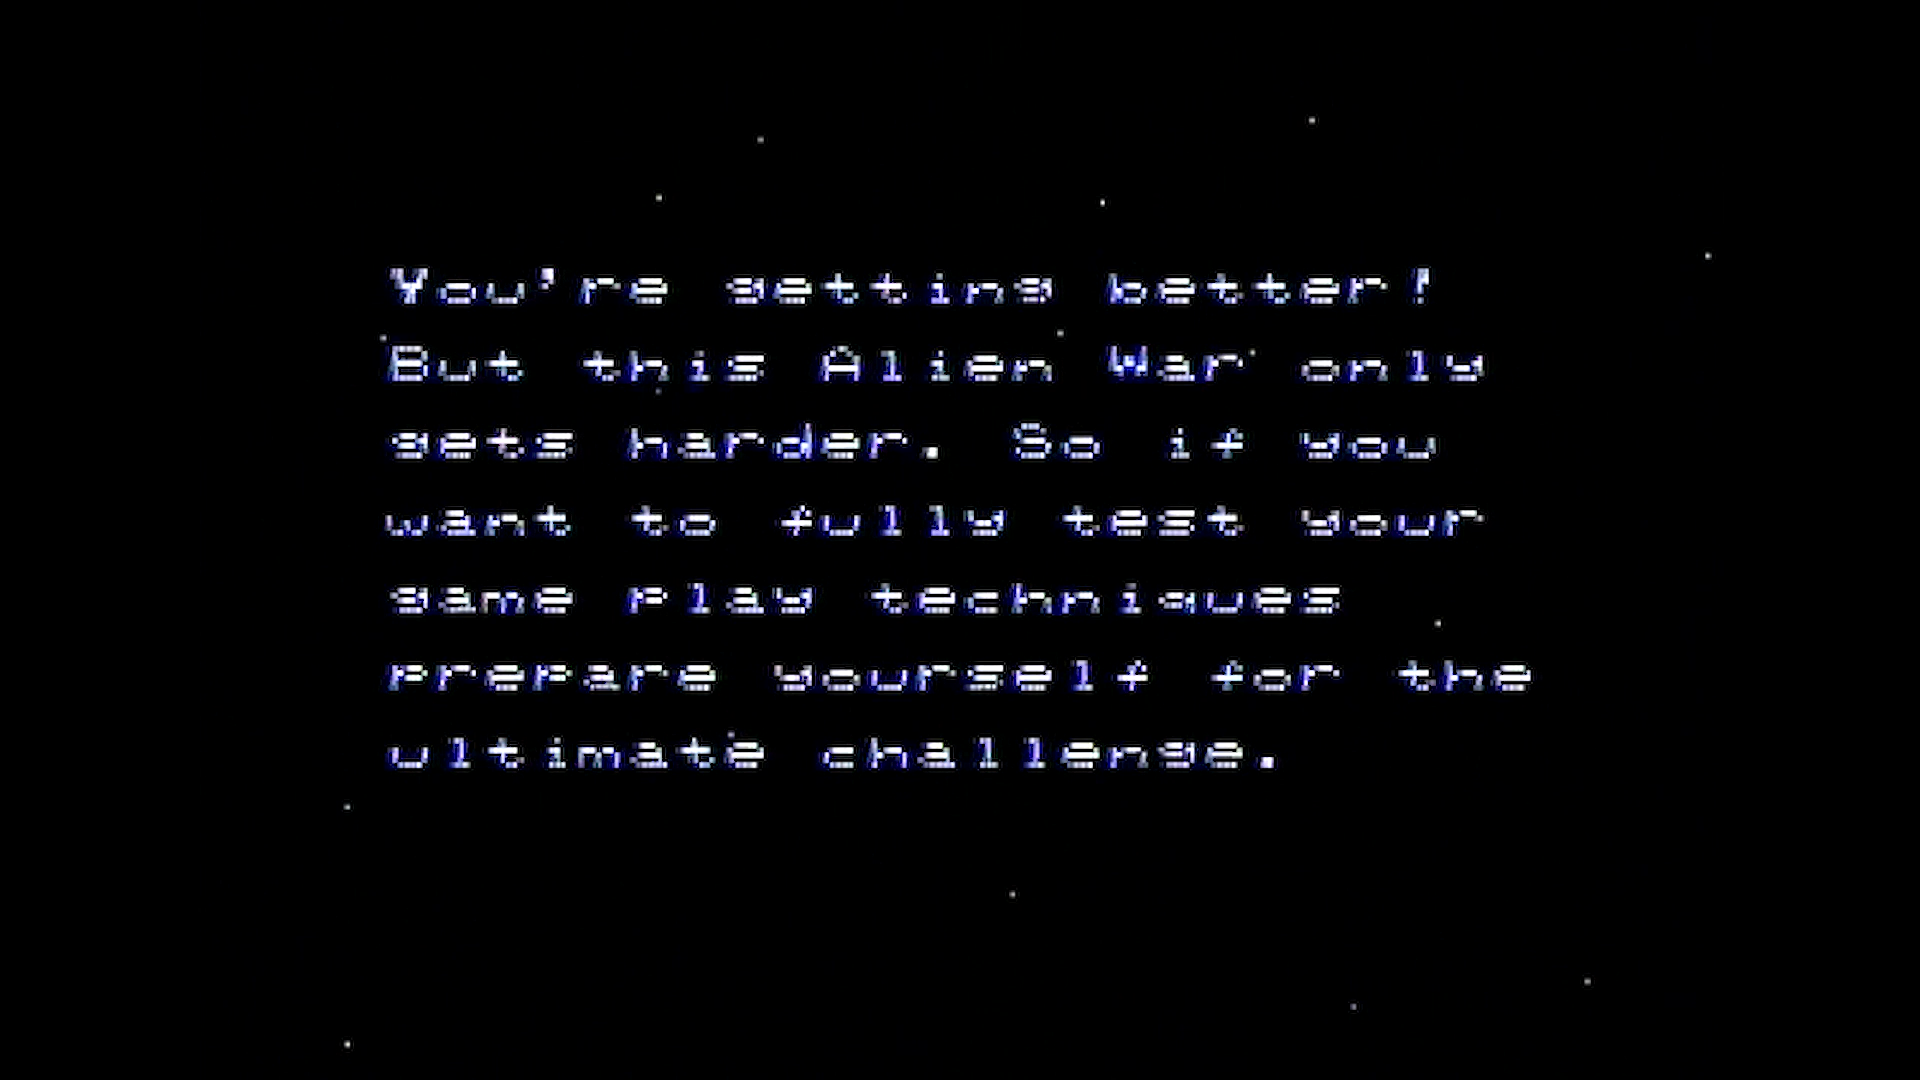 You're getting better!
But this Alien War only
gets harder. So if you
want to fully test your
game play techniques
prepare yourself for the
ultimate challenge.